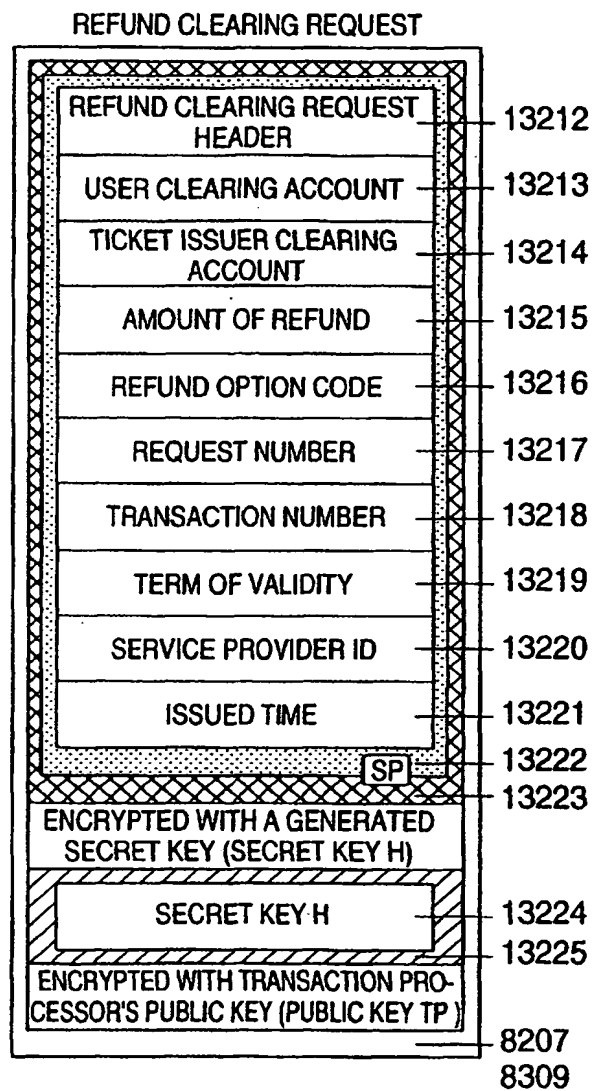 REFUND CLEARING REQUEST
REFUND CLEARING REQUEST HEADER 13212
USER CLEARING ACCOUNT 13213
TICKET ISSUER CLEARING ACCOUNT 13214
AMOUNT OF REFUND 13215
REFUND OPTION CODE 13216
REQUEST NUMBER 13217
TRANSACTION NUMBER 13218
TERM OF VALIDITY 13219
SERVICE PROVIDER ID 13220
ISSUED TIME 13221
SP 13222
13223
ENCRYPTED WITH A GENERATED
SECRET KEY (SECRET KEY H)
SECRET KEY H 13224
13225
ENCRYPTED WITH TRANSACTION PRO-
CESSOR'S PUBLIC KEY (PUBLIC KEY TP)
8207
8309